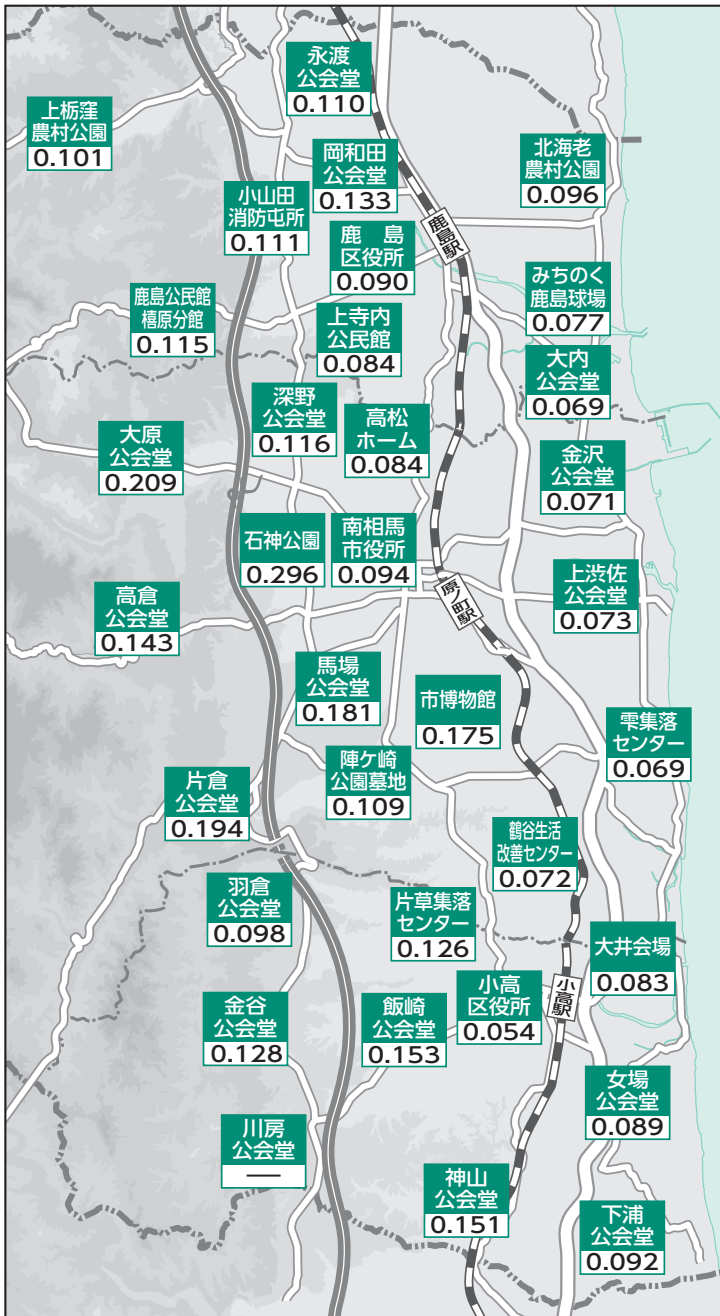 永渡
公会堂
0.110
上栃窪
農村公園
0.101
岡和田
公会堂
0.133
北海老
農村公園
0.096
小山田
消防屯所
0.111
鹿島駅
鹿　島
区役所
0.090
みちのく
鹿島球場
0.077
鹿島公民館
橲原分館
0.115
上寺内
公民館
0.084
大内
公会堂
0.069
深野
公会堂
0.116
高松
ホーム
0.084
大原
公会堂
0.209
金沢
公会堂
0.071
石神公園
0.296
南相馬
市役所
0.094
原ノ町駅
上渋佐
公会堂
0.073
高倉
公会堂
0.143
馬場
公会堂
0.181
市博物館
0.175
雫集落
センター
0.069
陣ケ崎
公園墓地
0.109
片倉
公会堂
0.194
鶴谷生活
改善センター
0.072
羽倉
公会堂
0.098
片草集落
センター
0.126
大井会場
0.083
小高
区役所
0.054
小高駅
金谷
公会堂
0.128
飯崎
公会堂
0.153
女場
公会堂
0.089
川房
公会堂
―
神山
公会堂
0.151
下浦
公会堂
0.092